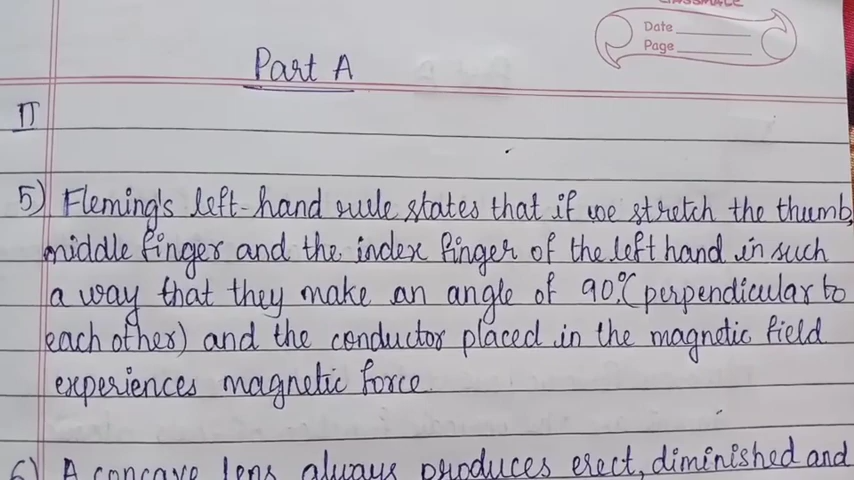 CLASSMATE
Date
Page
Part A
II
5) Fleming's left-hand rule states that if we stretch the thumb,
middle finger and the index finger of the left hand in such
a way that they make an angle of 90°(perpendicular to
each other) and the conductor placed in the magnetic field
experiences magnetic force.
6) A concave lens always produces erect, diminished and